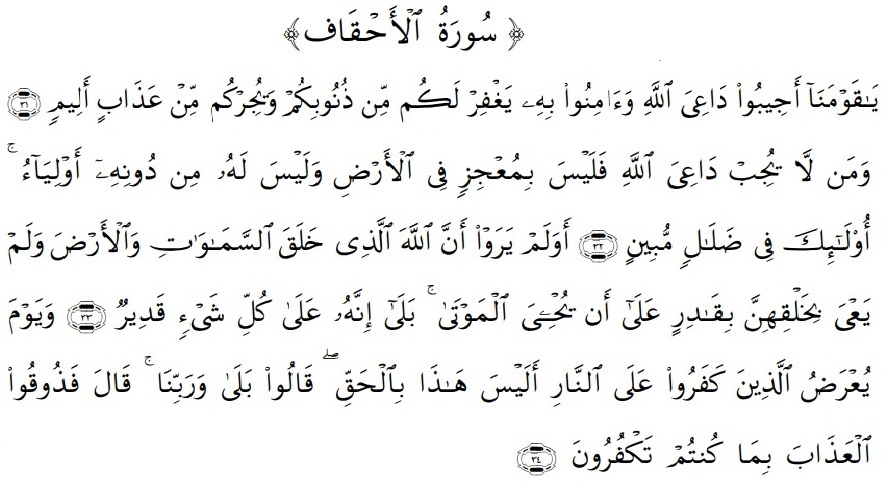 ﴿ سُورَةُ ٱلْأَحْقَافِ ﴾
يَـٰقَوْمَنَآ أَجِيبُوا۟ دَاعِىَ ٱللَّهِ وَءَامِنُوا۟ بِهِۦ يَغْفِرْ لَكُم مِّن ذُنُوبِكُمْ وَيُجِرْكُم مِّنْ عَذَابٍ أَلِيمٍ ٣١
وَمَن لَّا يُجِبْ دَاعِىَ ٱللَّهِ فَلَيْسَ بِمُعْجِزٍ فِى ٱلْأَرْضِ وَلَيْسَ لَهُۥ مِن دُونِهِۦٓ أَوْلِيَآءُ ۚ
أُو۟لَـٰٓئِكَ فِى ضَلَـٰلٍ مُّبِينٍ ٣٢ أَوَلَمْ يَرَوْا۟ أَنَّ ٱللَّهَ ٱلَّذِى خَلَقَ ٱلسَّمَـٰوَٰتِ وَٱلْأَرْضَ وَلَمْ
يَعْىَ بِخَلْقِهِنَّ بِقَـٰدِرٍ عَلَىٰٓ أَن يُحْـِۧىَ ٱلْمَوْتَىٰ ۚ بَلَىٰٓ إِنَّهُۥ عَلَىٰ كُلِّ شَىْءٍ قَدِيرٌ ٣٣ وَيَوْمَ
يُعْرَضُ ٱلَّذِينَ كَفَرُوا۟ عَلَى ٱلنَّارِ أَلَيْسَ هَـٰذَا بِٱلْحَقِّ ۖ قَالُوا۟ بَلَىٰ وَرَبِّنَا ۚ قَالَ فَذُوقُوا۟
ٱلْعَذَابَ بِمَا كُنتُمْ تَكْفُرُونَ ٣٤